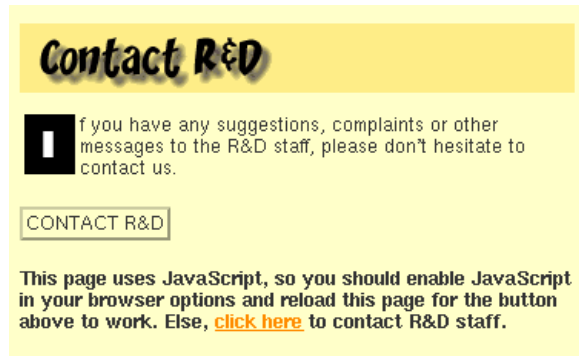 Contact R&D
If you have any suggestions, complaints or other
messages to the R&D staff, please don't hesitate to
contact us.
CONTACT R&D
This page uses JavaScript, so you should enable JavaScript
in your browser options and reload this page for the button
above to work. Else, click here to contact R&D staff.